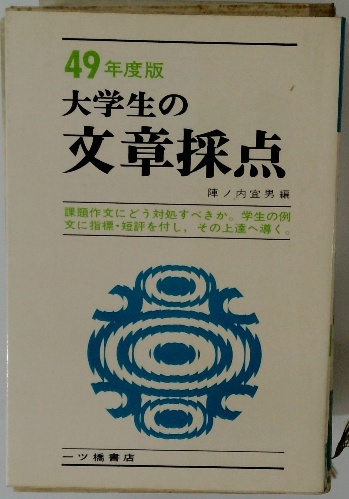 49年度版
大学生の
文章採点
陣ノ内宜男編
課題作文にどう対処すべきか。学生の例
文に指標・短評を付し，その上達へ導く。
一ツ橋書店